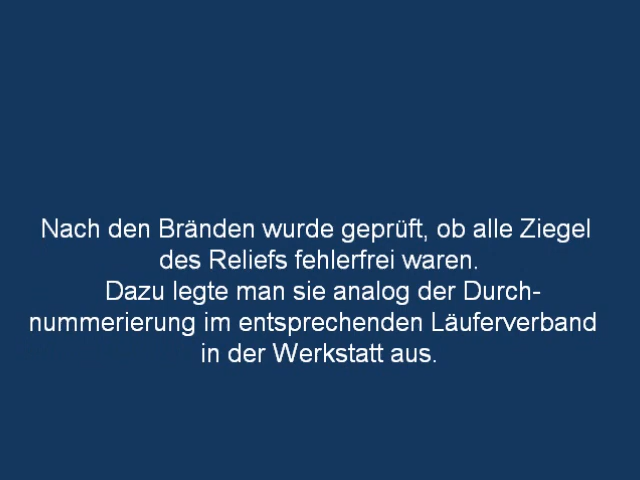 Nach den Bränden wurde geprüft, ob alle Ziegel
des Reliefs fehlerfrei waren.
Dazu legte man sie analog der Durch-
nummerierung im entsprechenden Läuferverband
in der Werkstatt aus.